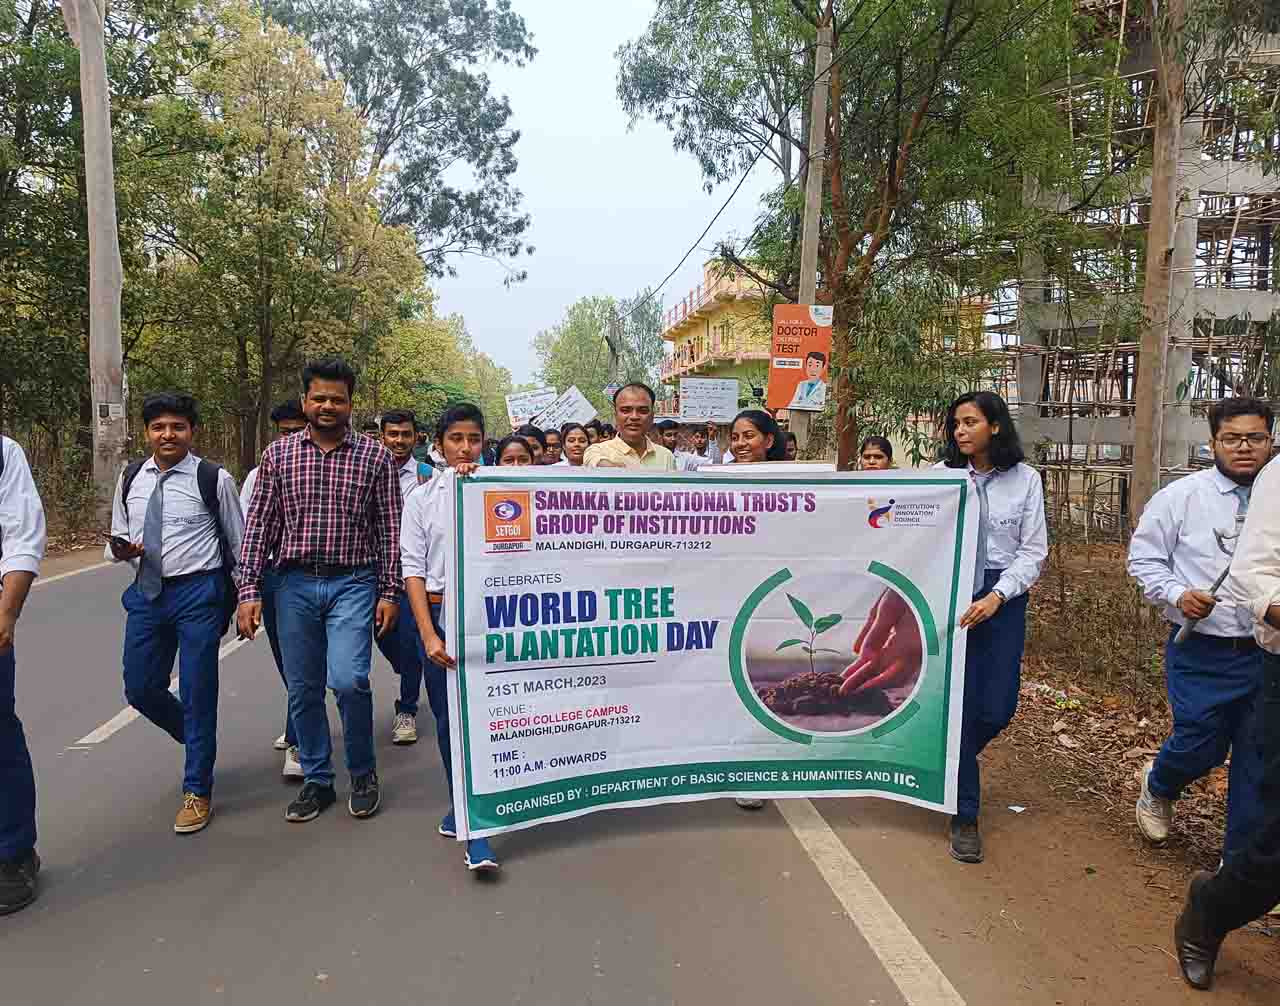 SANAKA EDUCATIONAL TRUST'S
GROUP OF INSTITUTIONS
MALANDIGHI, DURGAPUR-713212
SETGOI
DURGAPUR
INSTITUTION'S
INNOVATION
COUNCIL
CELEBRATES
WORLD TREE
PLANTATION DAY
21ST MARCH,2023
VENUE :
SETGOI COLLEGE CAMPUS
MALANDIGHI,DURGAPUR-713212
TIME :
11:00 A.M. ONWARDS
ORGANISED BY : DEPARTMENT OF BASIC SCIENCE & HUMANITIES AND IIC.
DOCTOR
TEST